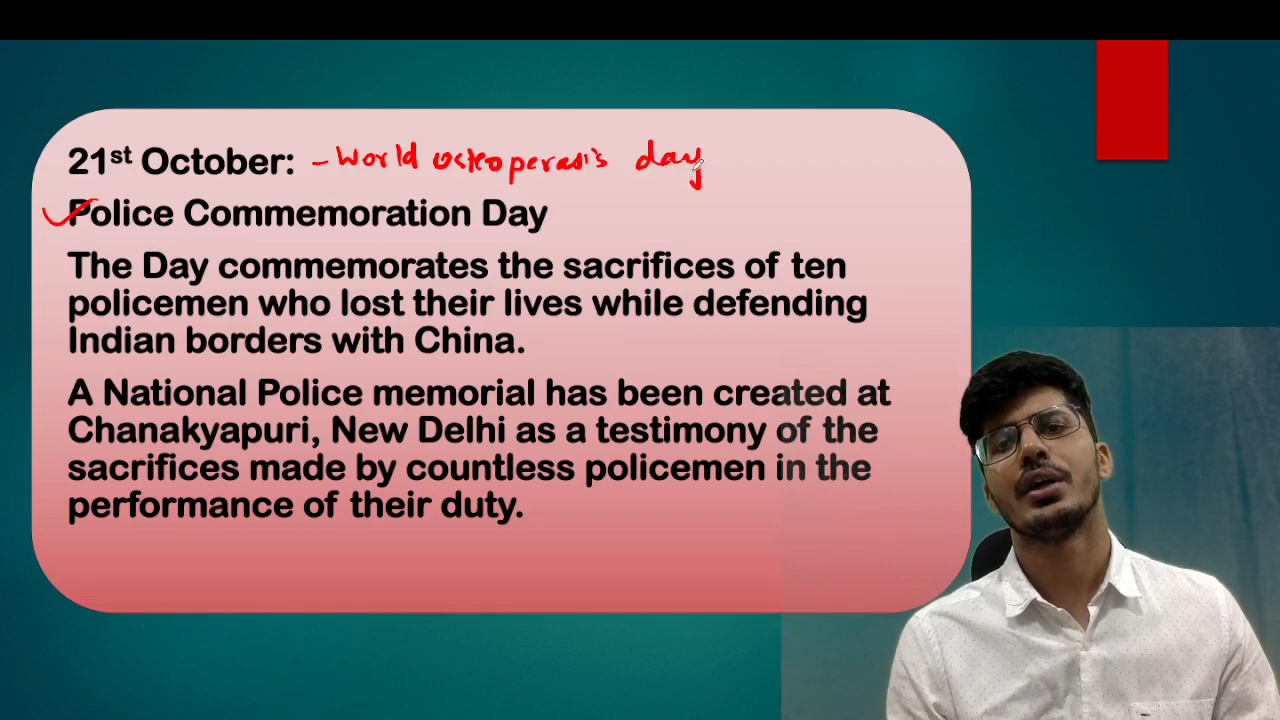 21st October: - World osteoperasis day
Police Commemoration Day
The Day commemorates the sacrifices of ten
policemen who lost their lives while defending
Indian borders with China.
A National Police memorial has been created at
Chanakyapuri, New Delhi as a testimony of the
sacrifices made by countless policemen in the
performance of their duty.